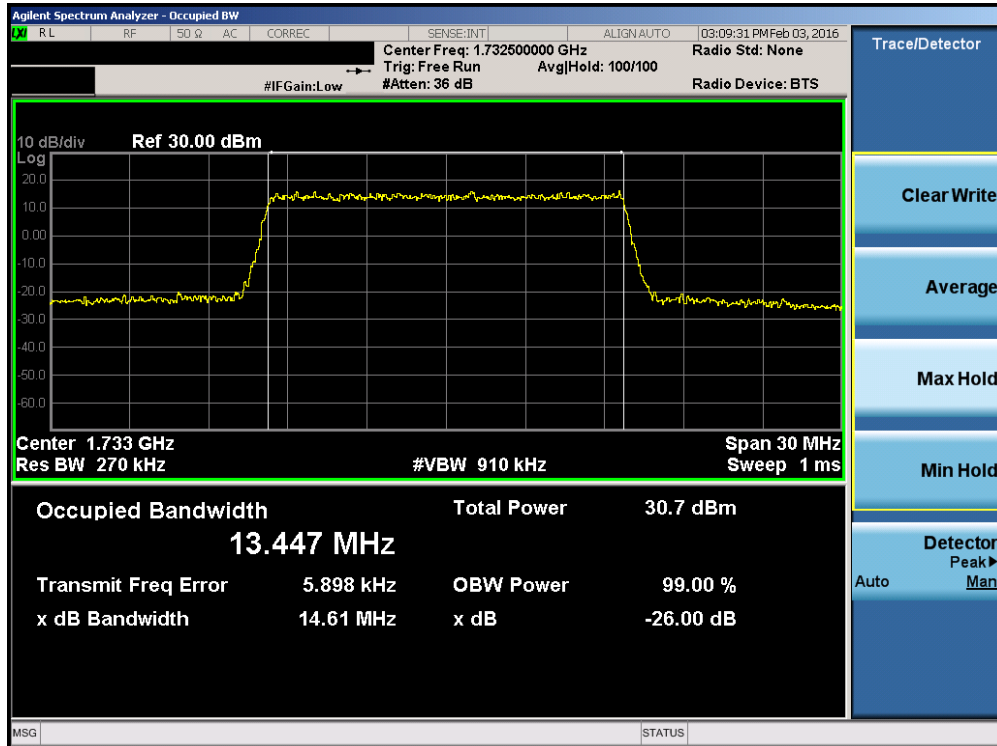 Agilent Spectrum Analyzer - Occupied BW
LXI RL RF 50 Ω AC CORREC SENSE:INT ALIGN AUTO 03:09:31 PM Feb 03, 2016
Center Freq: 1.732500000 GHz Radio Std: None
Trig: Free Run Avg|Hold: 100/100
#IFGain:Low #Atten: 36 dB Radio Device: BTS
10 dB/div Ref 30.00 dBm
Log
20.0
10.0
0.00
-10.0
-20.0
-30.0
-40.0
-50.0
-60.0
Center 1.733 GHz Span 30 MHz
Res BW 270 kHz #VBW 910 kHz Sweep 1 ms
Occupied Bandwidth Total Power 30.7 dBm
13.447 MHz
Transmit Freq Error 5.898 kHz OBW Power 99.00 %
x dB Bandwidth 14.61 MHz x dB -26.00 dB
MSG STATUS
Trace/Detector
Clear Write
Average
Max Hold
Min Hold
Detector
Peak▶
Auto Man